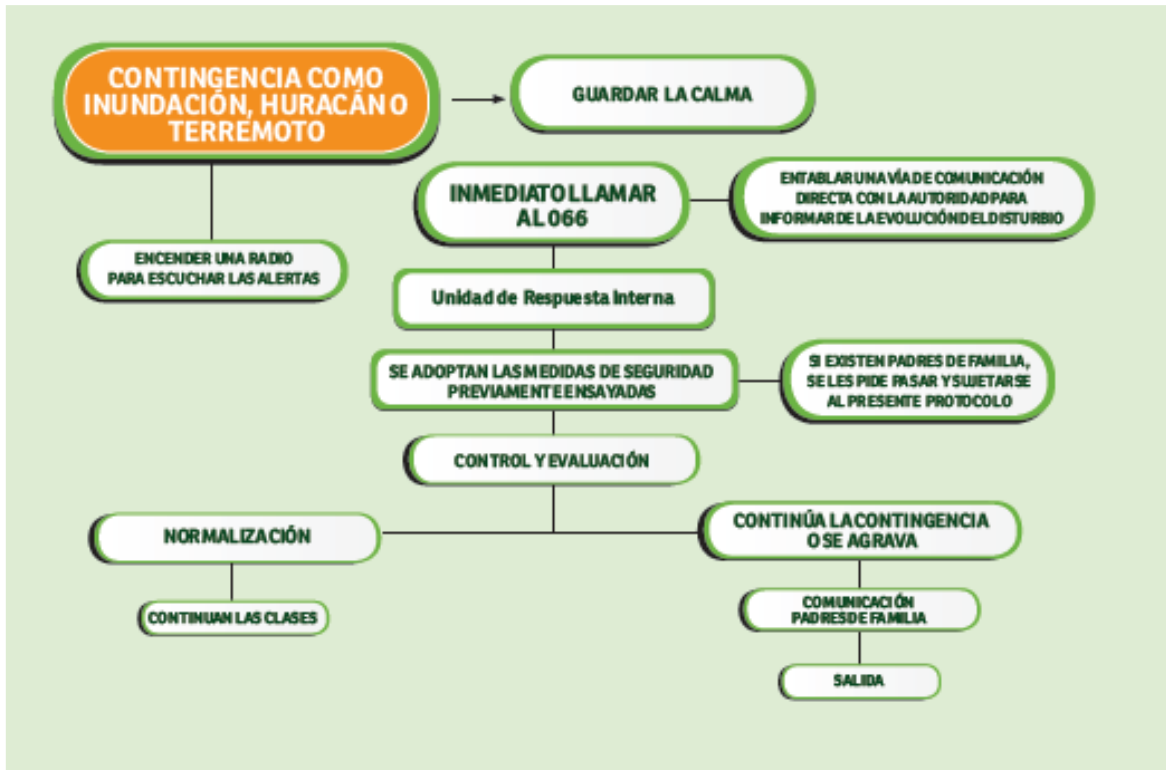 CONTINGENCIA COMO
INUNDACIÓN, HURACÁN O
TERREMOTO
GUARDAR LA CALMA
INMEDIATO LLAMAR
AL 066
ENTABLAR UNA VÍA DE COMUNICACIÓN
DIRECTA CON LA AUTORIDAD PARA
INFORMAR DE LA EVOLUCIÓN DEL DISTURBIO
ENCENDER UNA RADIO
PARA ESCUCHAR LAS ALERTAS
Unidad de Respuesta Interna
SE ADOPTAN LAS MEDIDAS DE SEGURIDAD
PREVIAMENTE ENSAYADAS
SI EXISTEN PADRES DE FAMILIA,
SE LES PIDE PASAR Y SUJETARSE
AL PRESENTE PROTOCOLO
CONTROL Y EVALUACIÓN
NORMALIZACIÓN
CONTINÚA LA CONTINGENCIA
O SE AGRAVA
CONTINUAN LAS CLASES
COMUNICACIÓN
PADRES DE FAMILIA
SALIDA